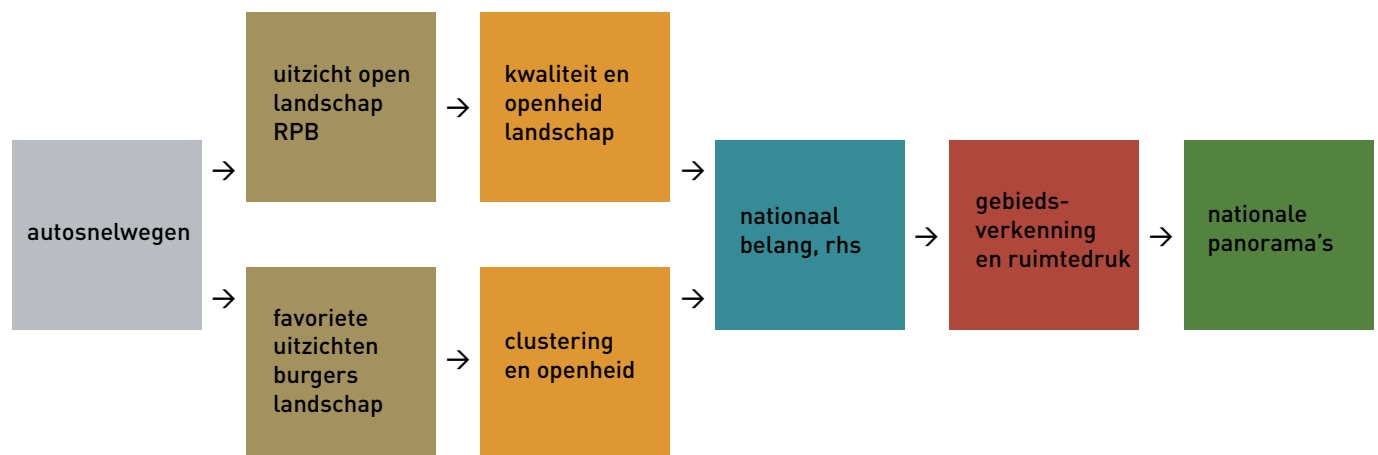 autosnelwegen
uitzicht open
landschap
RPB
kwaliteit en
openheid
landschap
favoriete
uitzichten
burgers
landschap
clustering
en openheid
nationaal
belang, rhs
gebieds-
verkenning
en ruimtedruk
nationale
panorama's